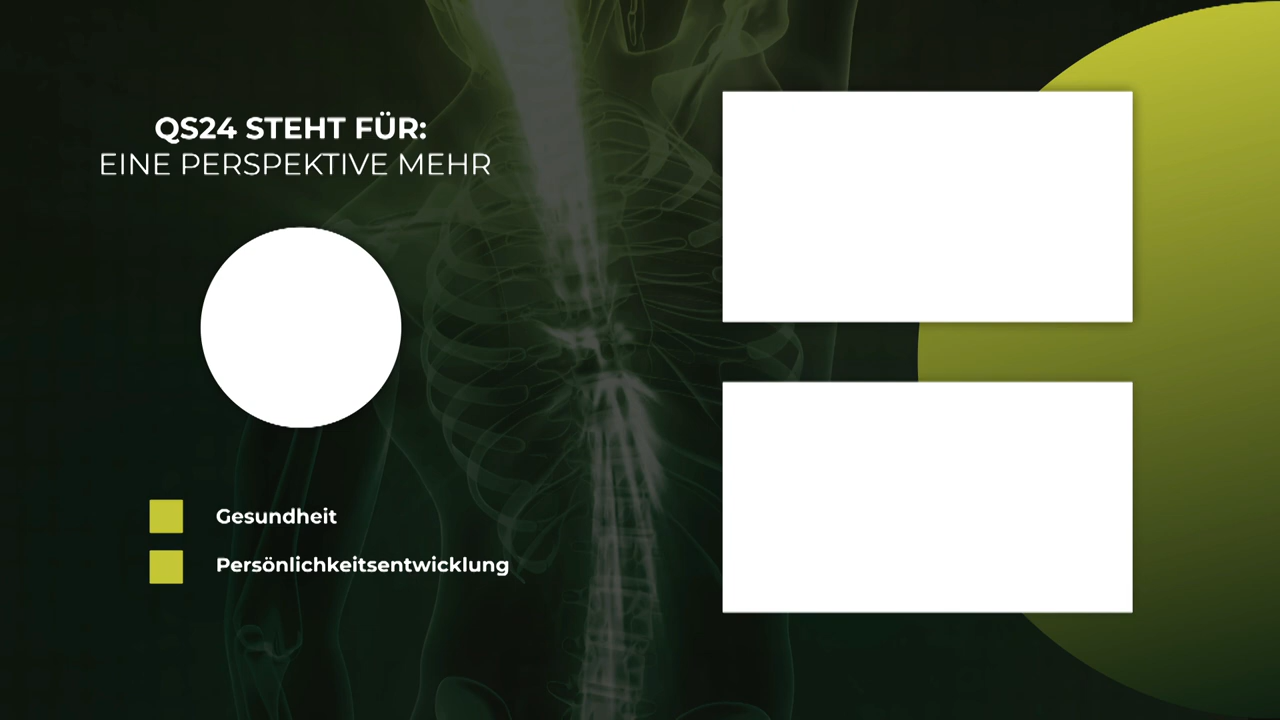 QS24 STEHT FÜR:
EINE PERSPEKTIVE MEHR
Gesundheit
Persönlichkeitsentwicklung